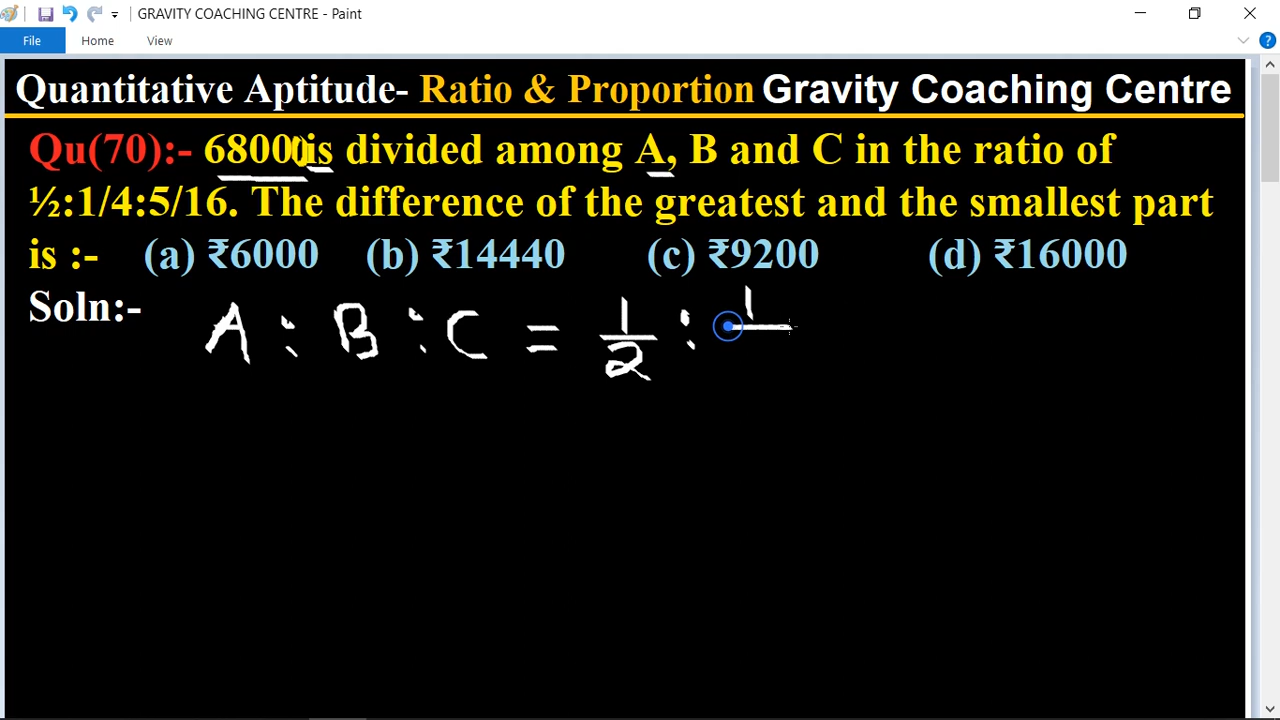 GRAVITY COACHING CENTRE - Paint
File Home View
Quantitative Aptitude- Ratio & Proportion Gravity Coaching Centre
Qu(70):- 68000 is divided among A, B and C in the ratio of
½:1/4:5/16. The difference of the greatest and the smallest part
is :- (a) ₹6000 (b) ₹14440 (c) ₹9200 (d) ₹16000
Soln:- A : B : C = 1/2 : 1